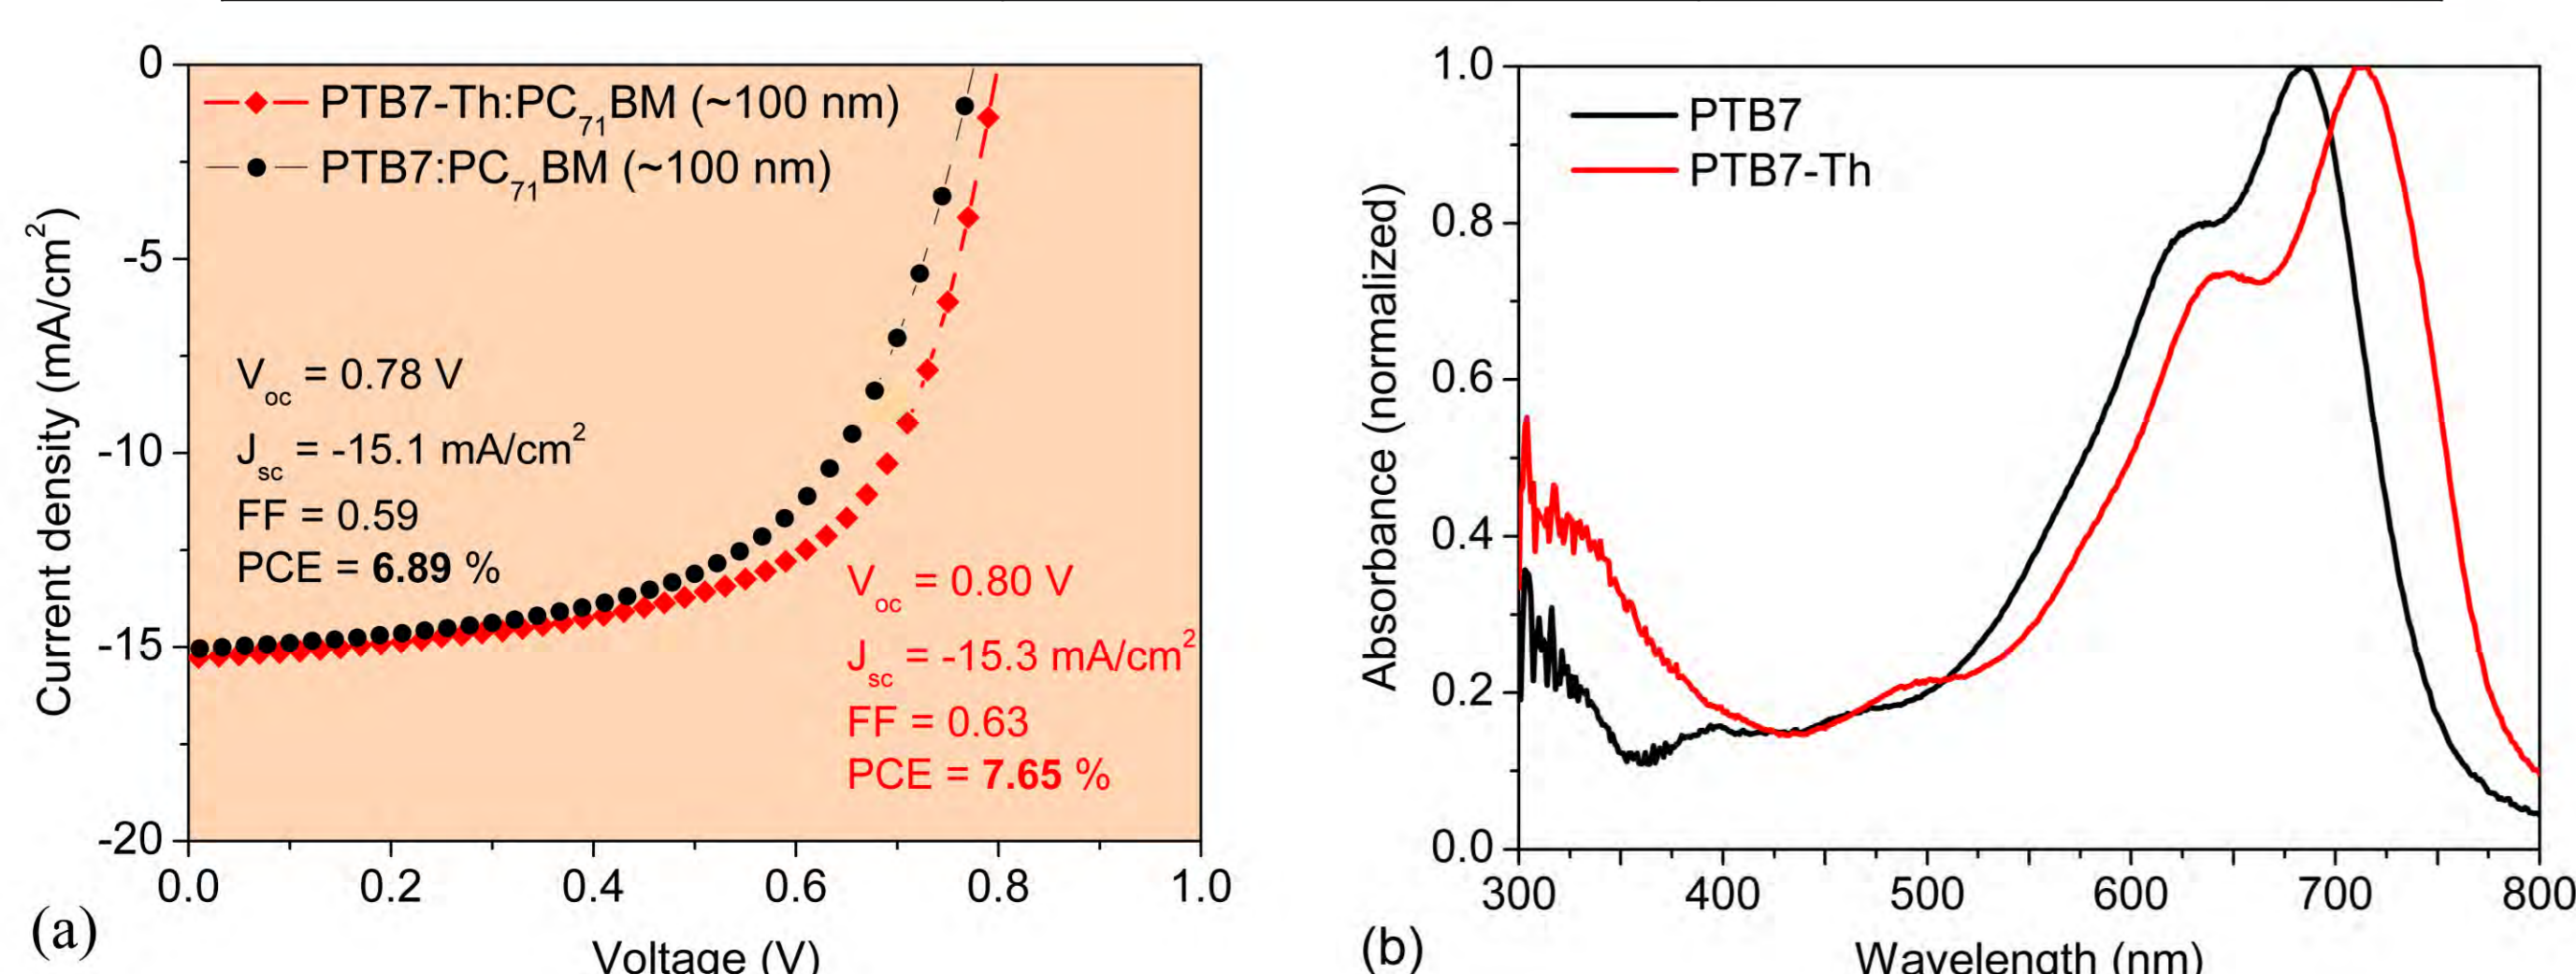 0
-5
-10
-15
-20
Current density (mA/cm²)
PTB7-Th:PC₇₁BM (~100 nm)
PTB7:PC₇₁BM (~100 nm)
V_oc = 0.78 V
J_sc = -15.1 mA/cm²
FF = 0.59
PCE = 6.89 %
V_oc = 0.80 V
J_sc = -15.3 mA/cm²
FF = 0.63
PCE = 7.65 %
0.0 0.2 0.4 0.6 0.8 1.0
Voltage (V)
(a)
1.0
0.8
0.6
0.4
0.2
0.0
Absorbance (normalized)
PTB7
PTB7-Th
300 400 500 600 700 800
Wavelength (nm)
(b)